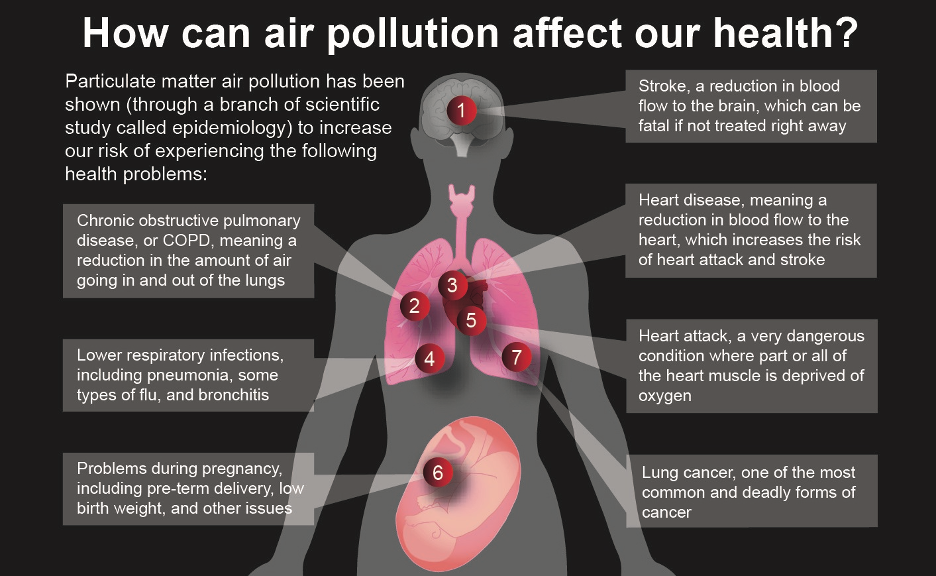 How can air pollution affect our health?
Particulate matter air pollution has been
shown (through a branch of scientific
study called epidemiology) to increase
our risk of experiencing the following
health problems:
1
Stroke, a reduction in blood
flow to the brain, which can be
fatal if not treated right away
Chronic obstructive pulmonary
disease, or COPD, meaning a
reduction in the amount of air
going in and out of the lungs
2
Heart disease, meaning a
reduction in blood flow to the
heart, which increases the risk
of heart attack and stroke
3
Lower respiratory infections,
including pneumonia, some
types of flu, and bronchitis
4
Heart attack, a very dangerous
condition where part or all of
the heart muscle is deprived of
oxygen
5
Problems during pregnancy,
including pre-term delivery, low
birth weight, and other issues
6
Lung cancer, one of the most
common and deadly forms of
cancer
7